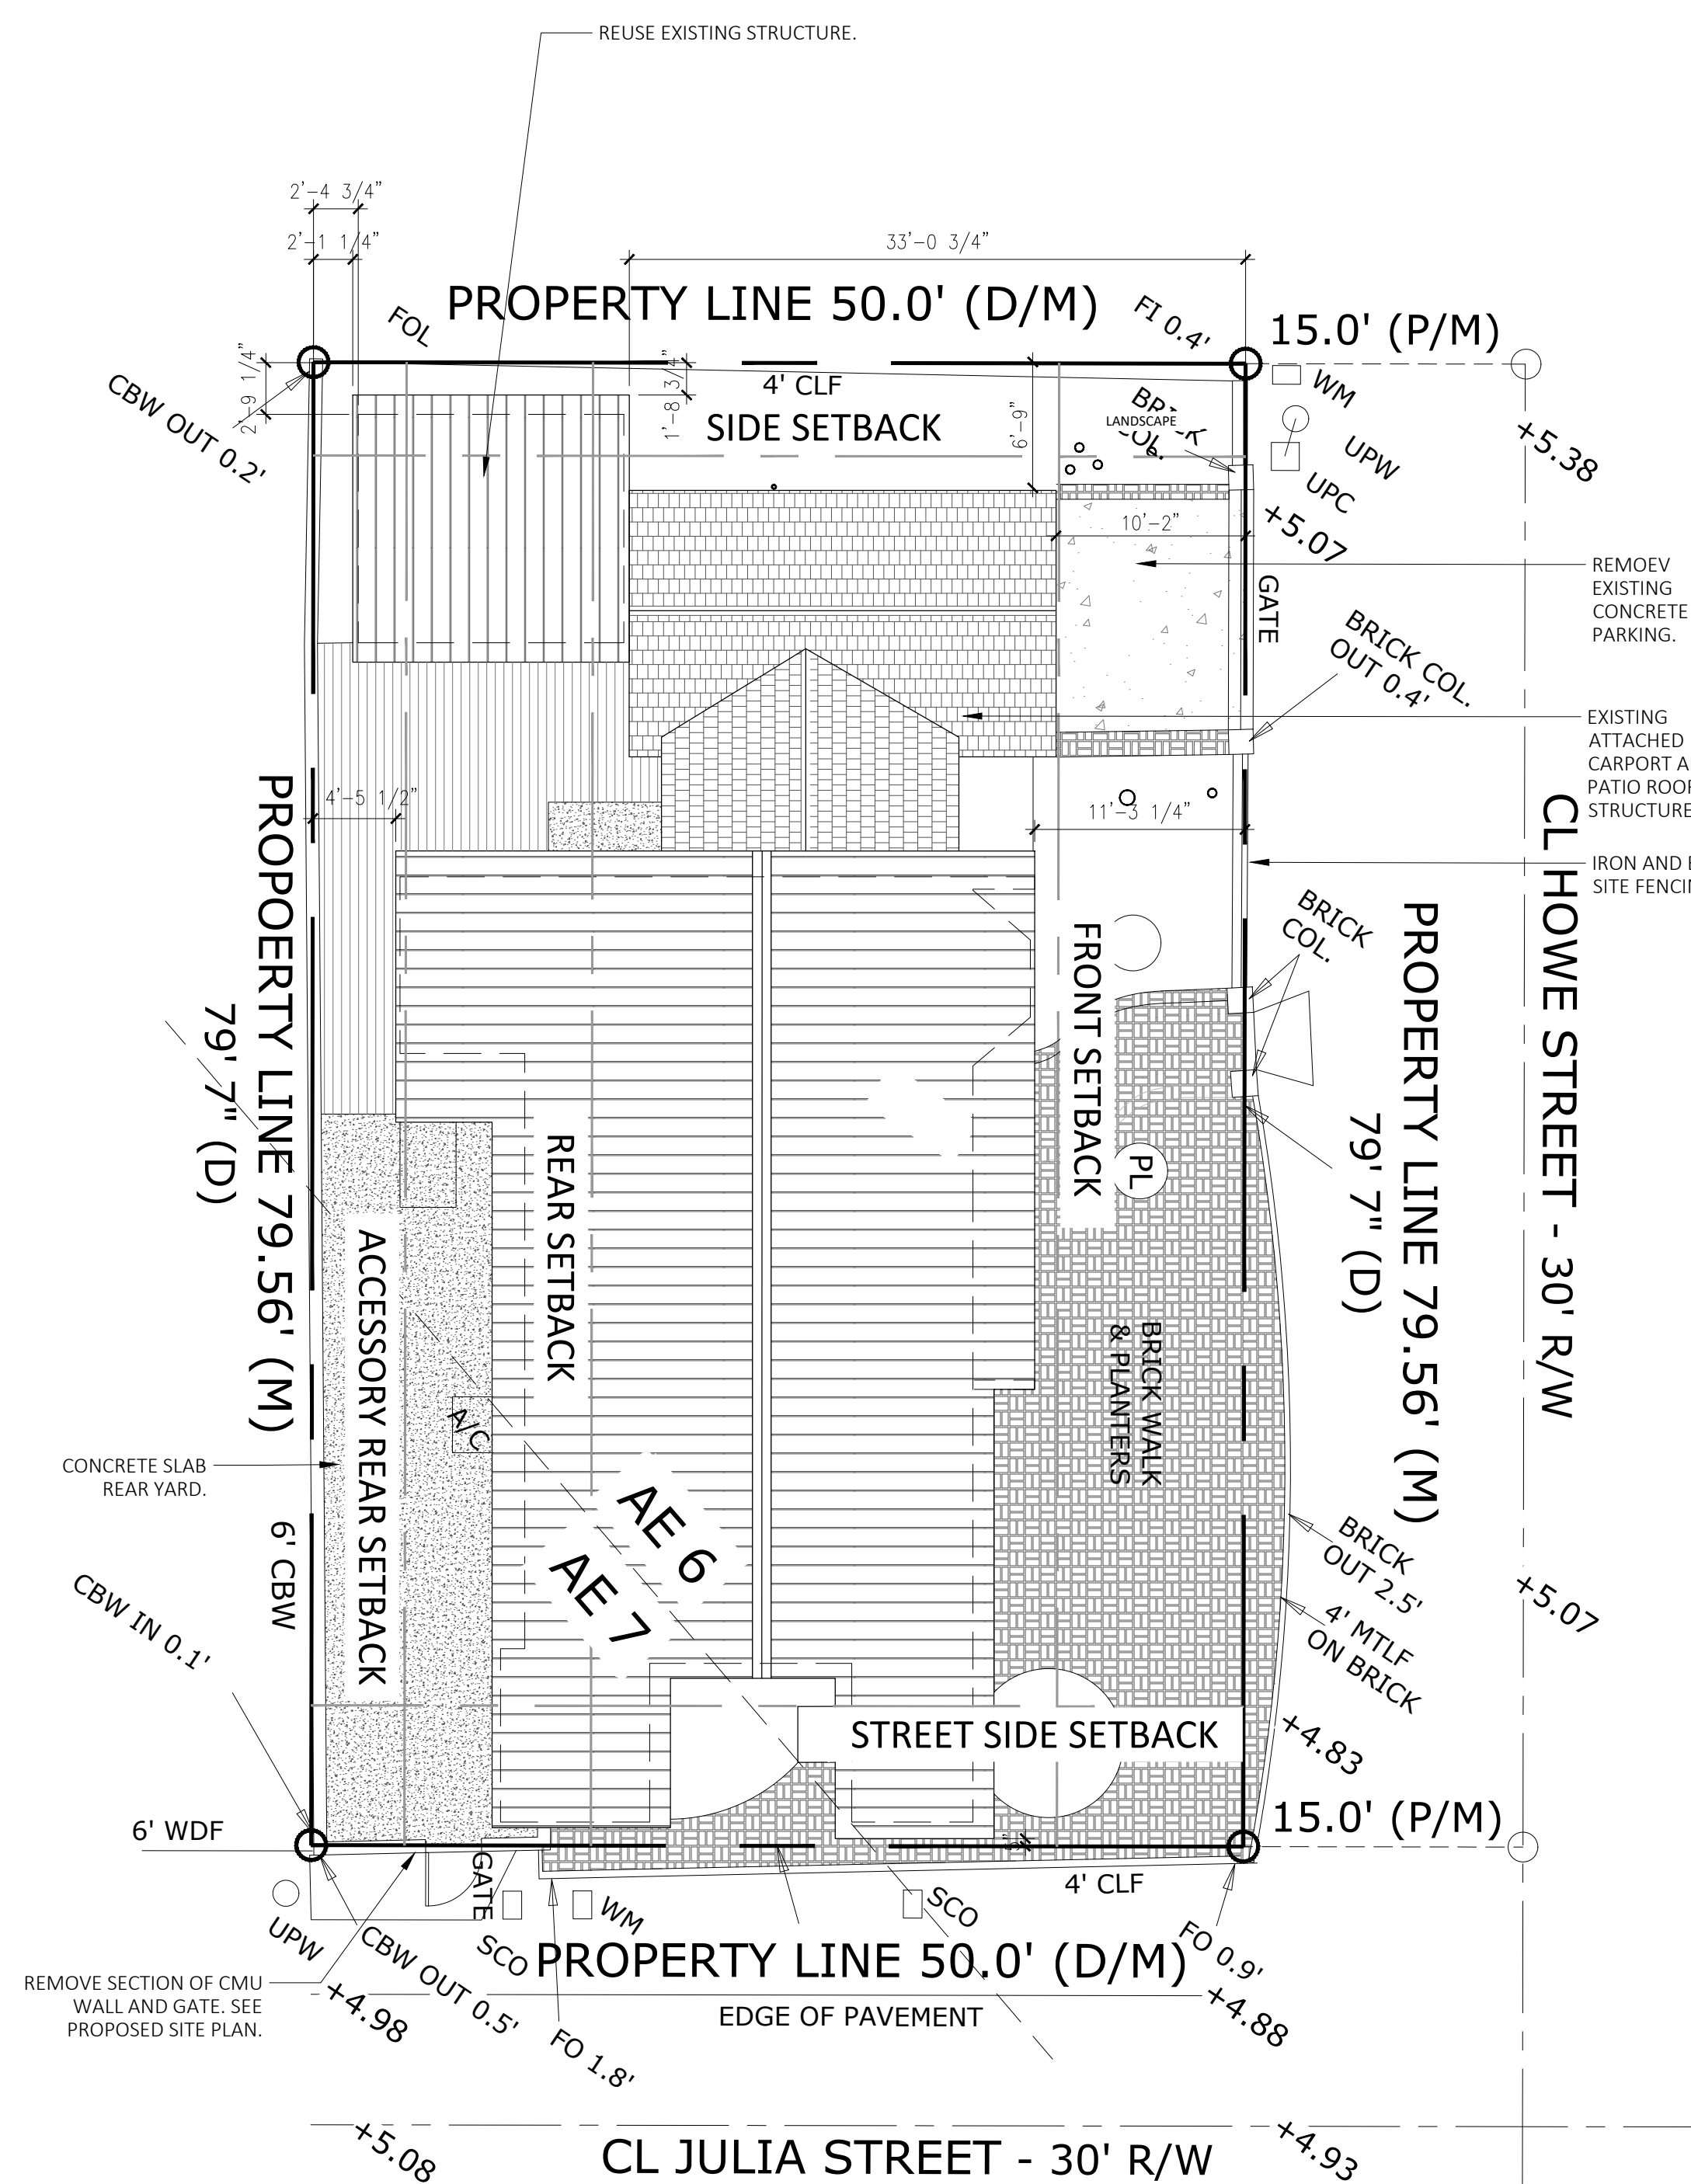 REUSE EXISTING STRUCTURE.
2'-4 3/4"
2'-1 1/4"
33'-0 3/4"
PROPERTY LINE 50.0' (D/M)
FOL
FI 0.4'
15.0' (P/M)
CBW OUT 0.2'
2'-9 1/4"
1'-8 3/4"
4' CLF
SIDE SETBACK
6'-9"
LANDSCAPE
WM
UPW
UPC
+5.38
+5.07
10'-2"
GATE
REMOEV
EXISTING
CONCRETE
PARKING.
BRICK COL.
OUT 0.4'
EXISTING
ATTACHED
CARPORT
PATIO
STRUCTURE
4'-5 1/2"
11'-3 1/4"
IRON AND
SITE
BRICK
COL.
PROPOERTY LINE 79.56' (M)
79' 7" (D)
FRONT SETBACK
PROPERTY LINE 79.56' (M)
79' 7" (D)
CL HOWE STREET - 30' R/W
PL
REAR SETBACK
ACCESSORY REAR SETBACK
BRICK WALK
& PLANTERS
A/C
CONCRETE SLAB
REAR YARD.
AE 6
AE 7
6' CBW
BRICK
OUT 2.5'
4' MTLF
ON BRICK
+5.07
CBW IN 0.1'
STREET SIDE SETBACK
+4.83
6' WDF
15.0' (P/M)
GATE
4' CLF
UPW
CBW OUT 0.5'
SCO
WM
SCO
FO 0.9'
PROPERTY LINE 50.0' (D/M)
REMOVE SECTION OF CMU
WALL AND GATE. SEE
PROPOSED SITE PLAN.
+4.98
EDGE OF PAVEMENT
+4.88
FO 1.8'
+5.08
CL JULIA STREET - 30' R/W
+4.93